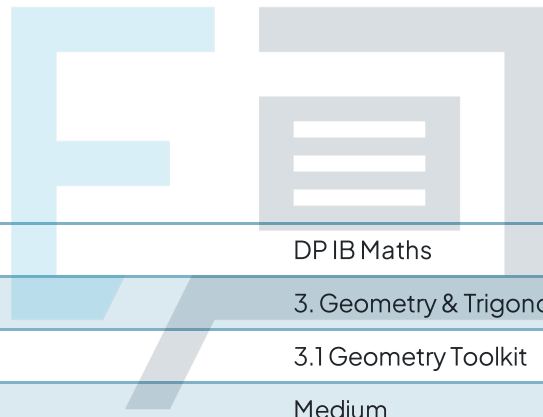 DP IB Maths
3. Geometry & Trigono
3.1 Geometry Toolkit
Medium